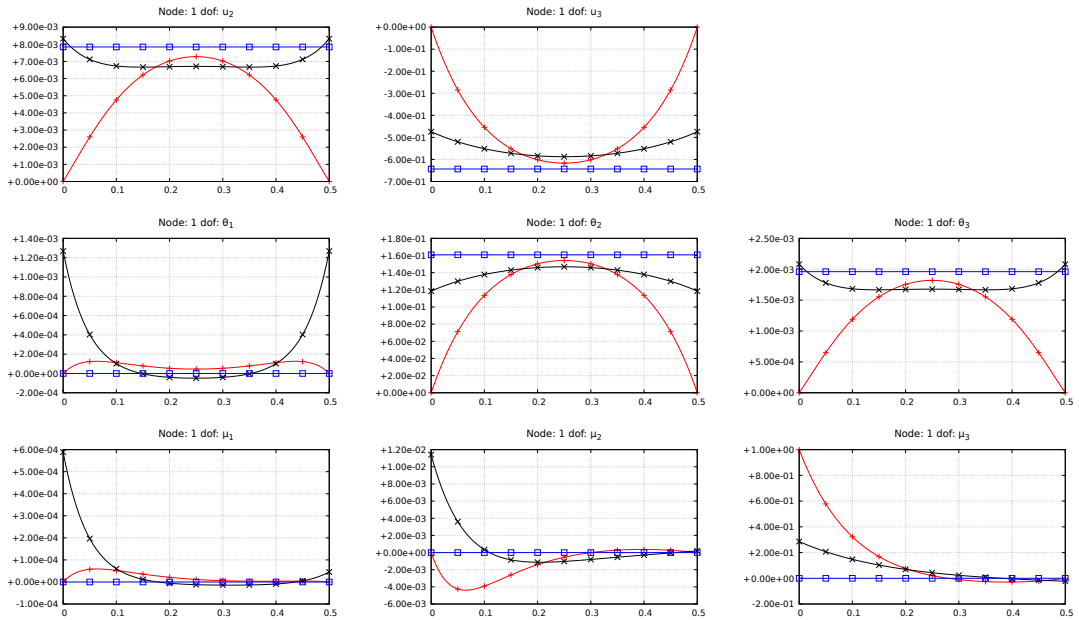 Node: 1 dof: u₂
+9.00e-03
+8.00e-03
+7.00e-03
+6.00e-03
+5.00e-03
+4.00e-03
+3.00e-03
+2.00e-03
+1.00e-03
+0.00e+00
0 0.1 0.2 0.3 0.4 0.5
Node: 1 dof: u₃
+0.00e+00
-1.00e-01
-2.00e-01
-3.00e-01
-4.00e-01
-5.00e-01
-6.00e-01
-7.00e-01
0 0.1 0.2 0.3 0.4 0.5
Node: 1 dof: θ₁
+1.40e-03
+1.20e-03
+1.00e-03
+8.00e-04
+6.00e-04
+4.00e-04
+2.00e-04
+0.00e+00
-2.00e-04
0 0.1 0.2 0.3 0.4 0.5
Node: 1 dof: θ₂
+1.80e-01
+1.60e-01
+1.40e-01
+1.20e-01
+1.00e-01
+8.00e-02
+6.00e-02
+4.00e-02
+2.00e-02
+0.00e+00
0 0.1 0.2 0.3 0.4 0.5
Node: 1 dof: θ₃
+2.50e-03
+2.00e-03
+1.50e-03
+1.00e-03
+5.00e-04
+0.00e+00
0 0.1 0.2 0.3 0.4 0.5
Node: 1 dof: μ₁
+6.00e-04
+5.00e-04
+4.00e-04
+3.00e-04
+2.00e-04
+1.00e-04
+0.00e+00
-1.00e-04
0 0.1 0.2 0.3 0.4 0.5
Node: 1 dof: μ₂
+1.20e-02
+9.00e-03
+6.00e-03
+3.00e-03
+0.00e+00
-3.00e-03
-6.00e-03
0 0.1 0.2 0.3 0.4 0.5
Node: 1 dof: μ₃
+1.00e+00
+8.00e-01
+6.00e-01
+4.00e-01
+2.00e-01
+0.00e+00
-2.00e-01
0 0.1 0.2 0.3 0.4 0.5